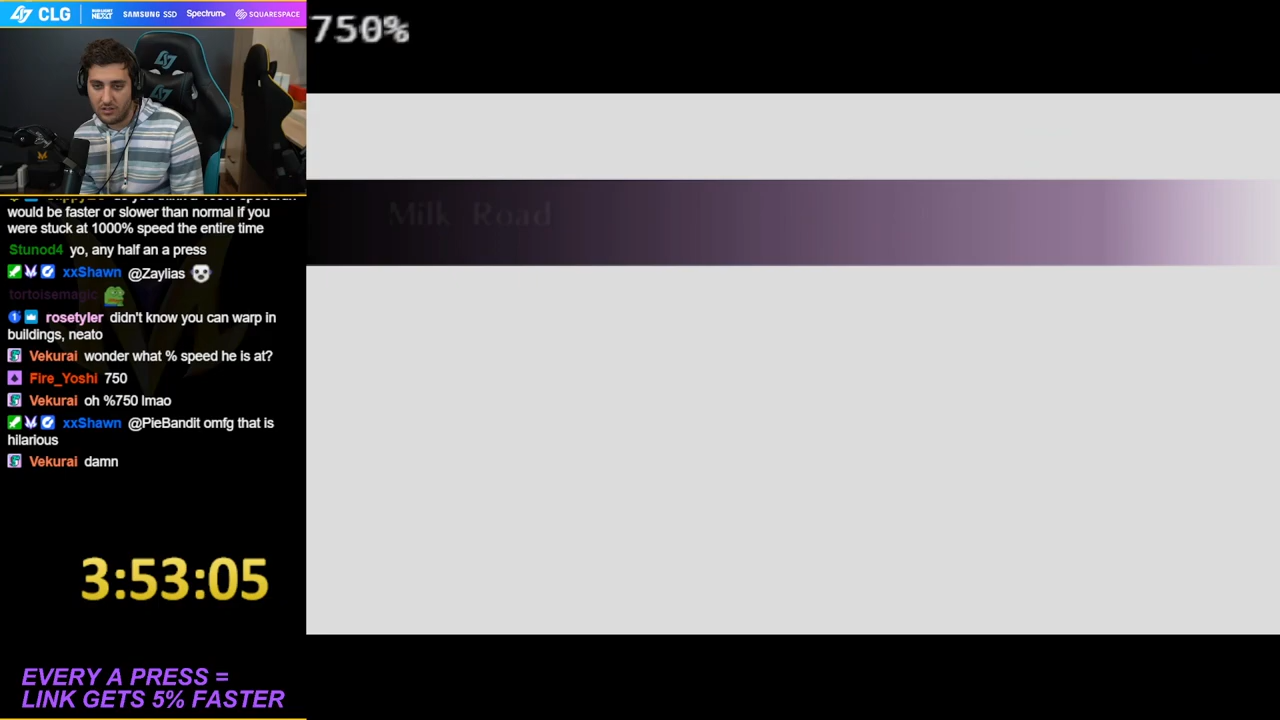 CLG
SAMSUNG SSD
Spectrum
SQUARESPACE
750%
Milk Road
would be faster or slower than normal if you
were stuck at 1000% speed the entire time
Stunod4 yo, any half an a press
xxShawn @Zaylias
tortoisemagic
rosetyler didn't know you can warp in
buildings, neato
Vekurai wonder what % speed he is at?
Fire_Yoshi 750
Vekurai oh %750 lmao
xxShawn @PieBandit omfg that is
hilarious
Vekurai damn
3:53:05
EVERY A PRESS =
LINK GETS 5% FASTER